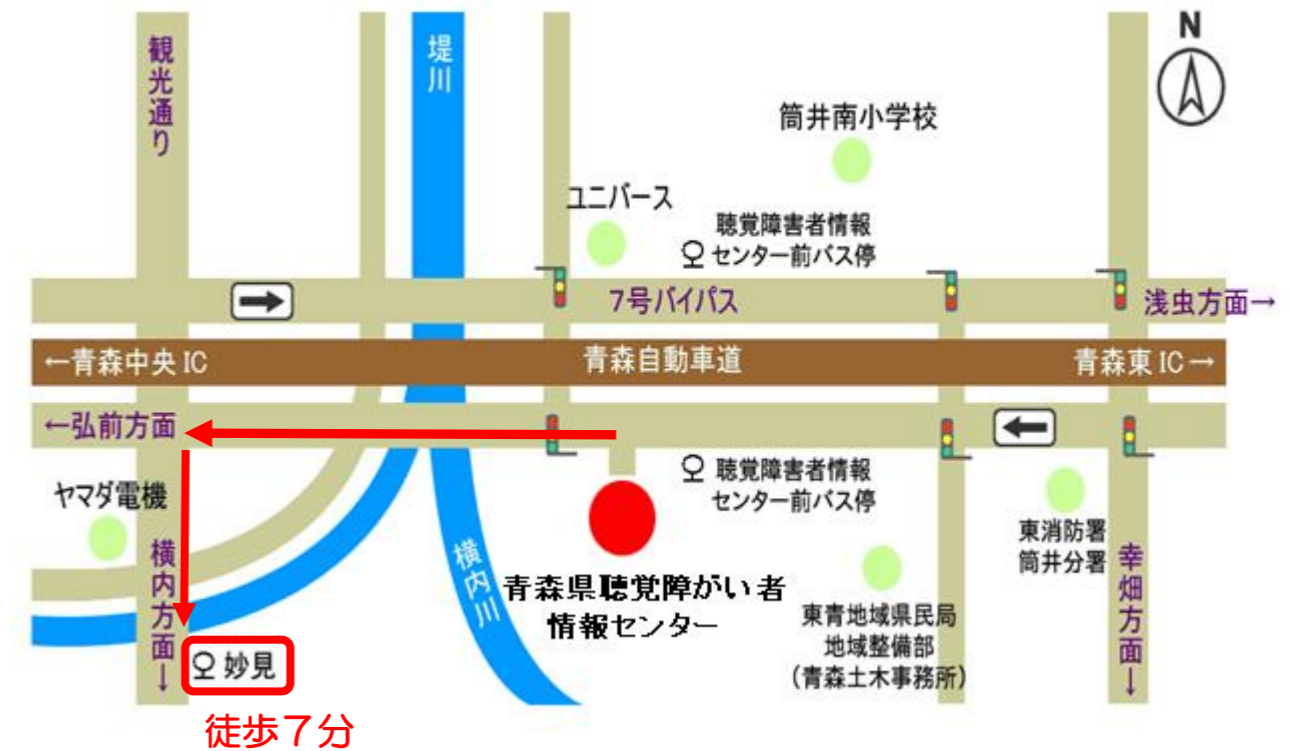 観光通り
堤川
N
筒井南小学校
ユニバース
聴覚障害者情報
センター前バス停
7号バイパス
浅虫方面→
←青森中央IC
青森自動車道
青森東IC→
←弘前方面
ヤマダ電機
聴覚障害者情報
センター前バス停
東消防署
筒井分署
横内方面↓
横内川
青森県聴覚障がい者
情報センター
東青地域県民局
地域整備部
(青森土木事務所)
幸畑方面↓
妙見
徒歩7分